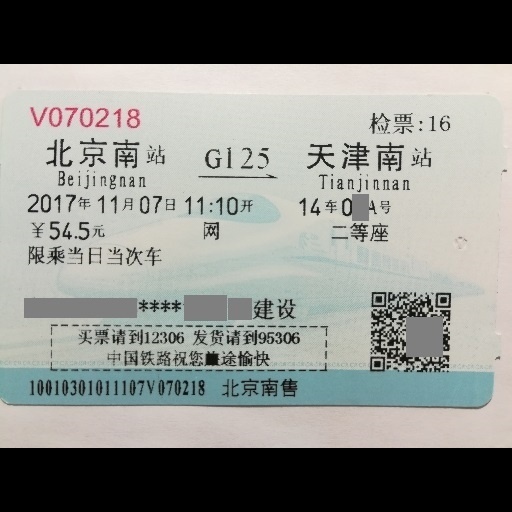 V070218
检票:16
北京南站 G125 天津南站
Beijingnan Tianjinnan
2017年11月07日11:10开 14车0 A号
¥54.5元 网 二等座
限乘当日当次车
**** 建设
买票请到12306 发货请到95306
中国铁路祝您旅途愉快
10010301011107V070218 北京南售